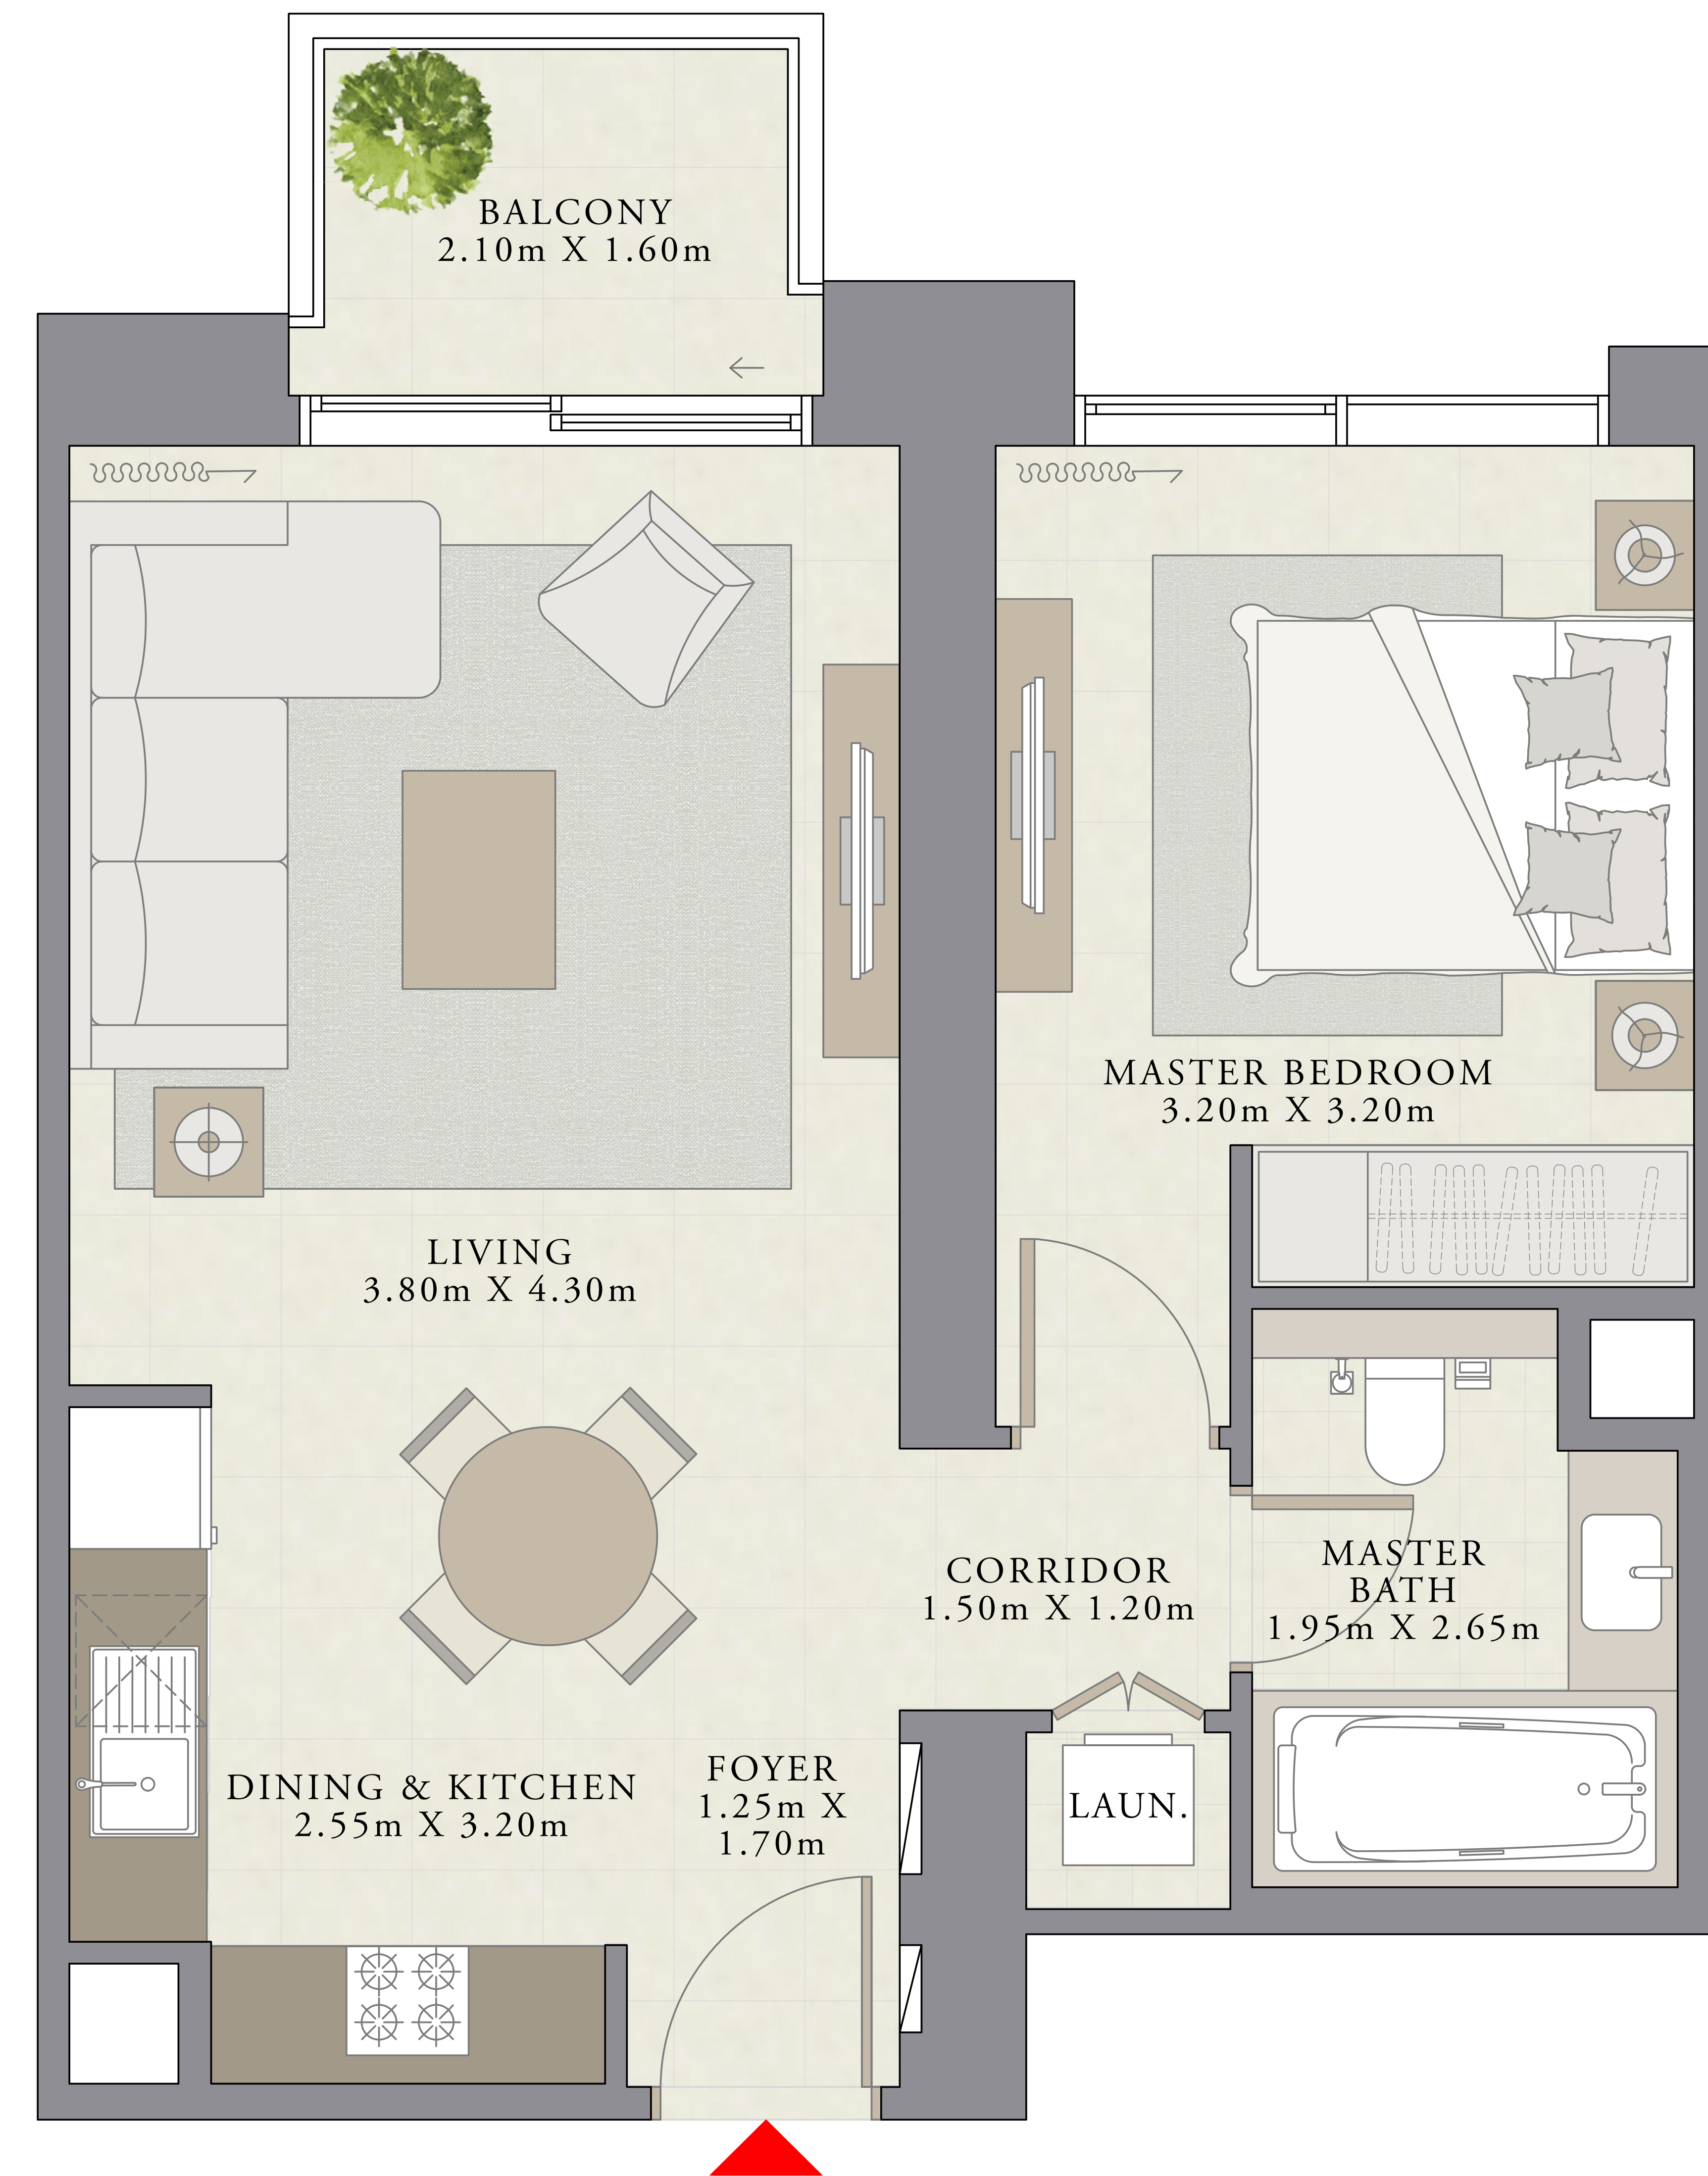 BALCONY
2.10m X 1.60m
MASTER BEDROOM
3.20m X 3.20m
LIVING
3.80m X 4.30m
CORRIDOR
1.50m X 1.20m
MASTER
BATH
1.95m X 2.65m
DINING & KITCHEN
2.55m X 3.20m
FOYER
1.25m X
1.70m
LAUN.